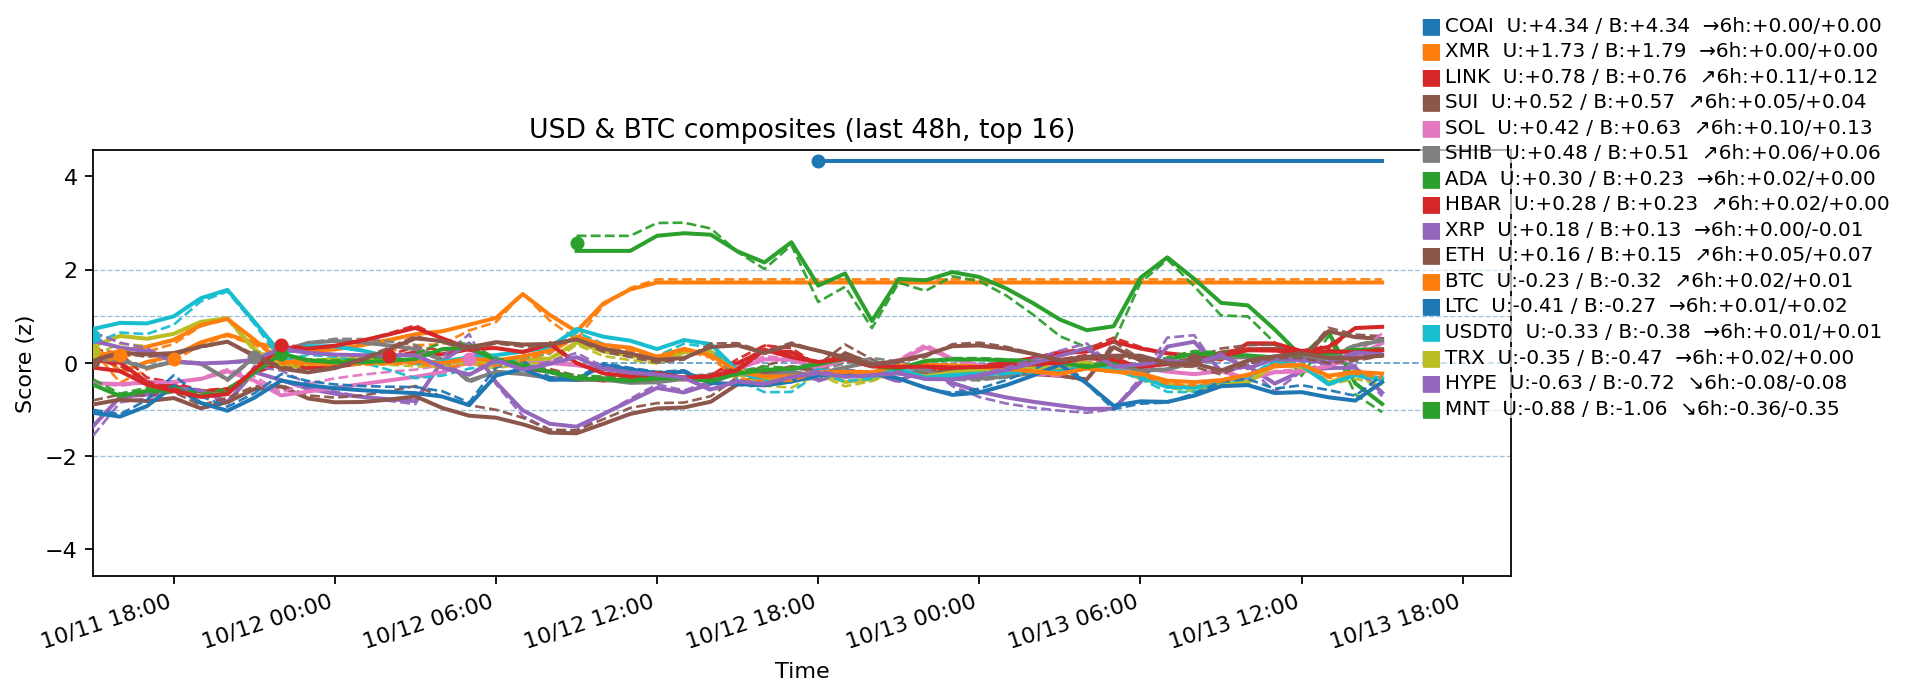 COAI U:+4.34 / B:+4.34 →6h:+0.00/+0.00
XMR U:+1.73 / B:+1.79 →6h:+0.00/+0.00
LINK U:+0.78 / B:+0.76 ↗6h:+0.11/+0.12
SUI U:+0.52 / B:+0.57 ↗6h:+0.05/+0.04
SOL U:+0.42 / B:+0.63 ↗6h:+0.10/+0.13
SHIB U:+0.48 / B:+0.51 ↗6h:+0.06/+0.06
ADA U:+0.30 / B:+0.23 →6h:+0.02/+0.00
HBAR U:+0.28 / B:+0.23 ↗6h:+0.02/+0.00
XRP U:+0.18 / B:+0.13 →6h:+0.00/-0.01
ETH U:+0.16 / B:+0.15 ↗6h:+0.05/+0.07
BTC U:-0.23 / B:-0.32 ↗6h:+0.02/+0.01
LTC U:-0.41 / B:-0.27 →6h:+0.01/+0.02
USDT0 U:-0.33 / B:-0.38 →6h:+0.01/+0.01
TRX U:-0.35 / B:-0.47 →6h:+0.02/+0.00
HYPE U:-0.63 / B:-0.72 ↘6h:-0.08/-0.08
MNT U:-0.88 / B:-1.06 ↘6h:-0.36/-0.35
USD & BTC composites (last 48h, top 16)
Score (z)
4
2
0
−2
−4
10/11 18:00
10/12 00:00
10/12 06:00
10/12 12:00
10/12 18:00
10/13 00:00
10/13 06:00
10/13 12:00
10/13 18:00
Time